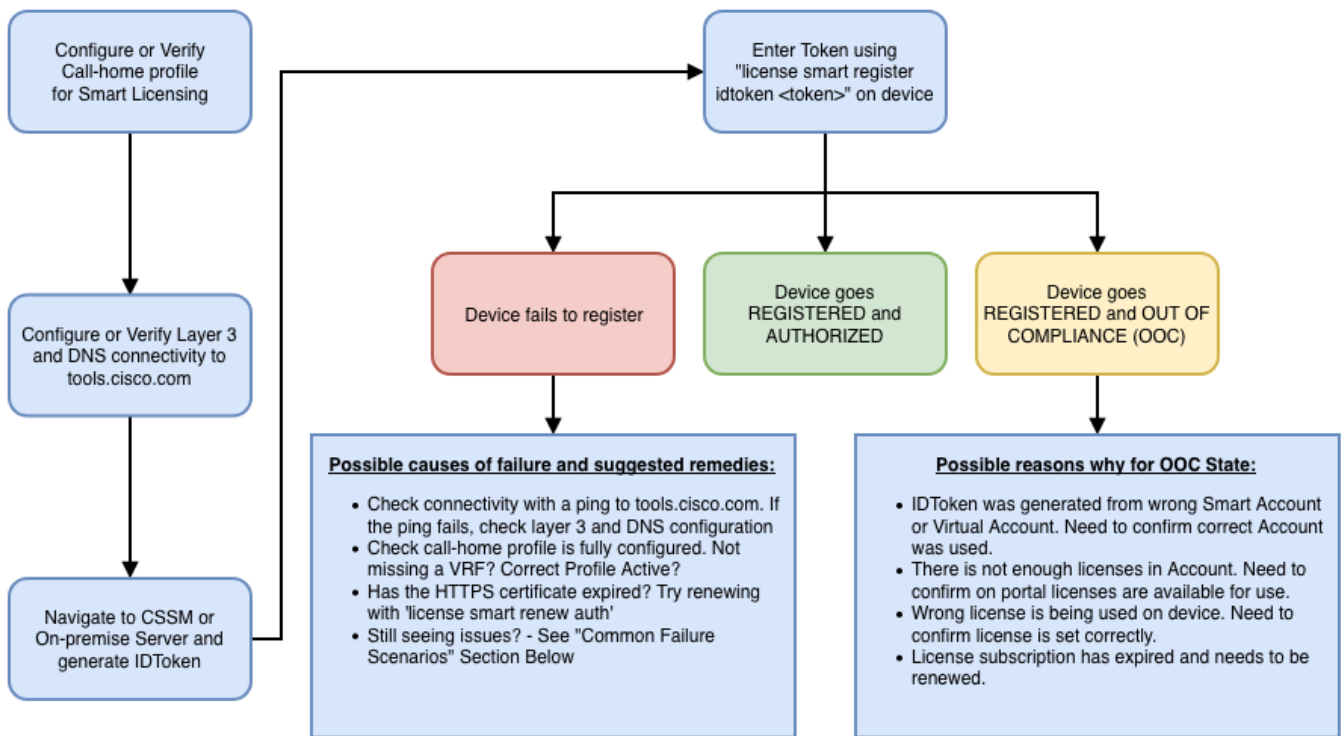 Configure or Verify
Call-home profile
for Smart Licensing
Configure or Verify Layer 3
and DNS connectivity to
tools.cisco.com
Navigate to CSSM or
On-premise Server and
generate IDToken
Enter Token using
"license smart register
idtoken <token>" on device
Device fails to register
Device goes
REGISTERED and
AUTHORIZED
Device goes
REGISTERED and OUT OF
COMPLIANCE (OOC)
Possible causes of failure and suggested remedies:
• Check connectivity with a ping to tools.cisco.com. If
the ping fails, check layer 3 and DNS configuration
• Check call-home profile is fully configured. Not
missing a VRF? Correct Profile Active?
• Has the HTTPS certificate expired? Try renewing
with 'license smart renew auth'
• Still seeing issues? - See "Common Failure
Scenarios" Section Below
Possible reasons why for OOC State:
• IDToken was generated from wrong Smart Account
or Virtual Account. Need to confirm correct Account
was used.
• There is not enough licenses in Account. Need to
confirm on portal licenses are available for use.
• Wrong license is being used on device. Need to
confirm license is set correctly.
• License subscription has expired and needs to be
renewed.